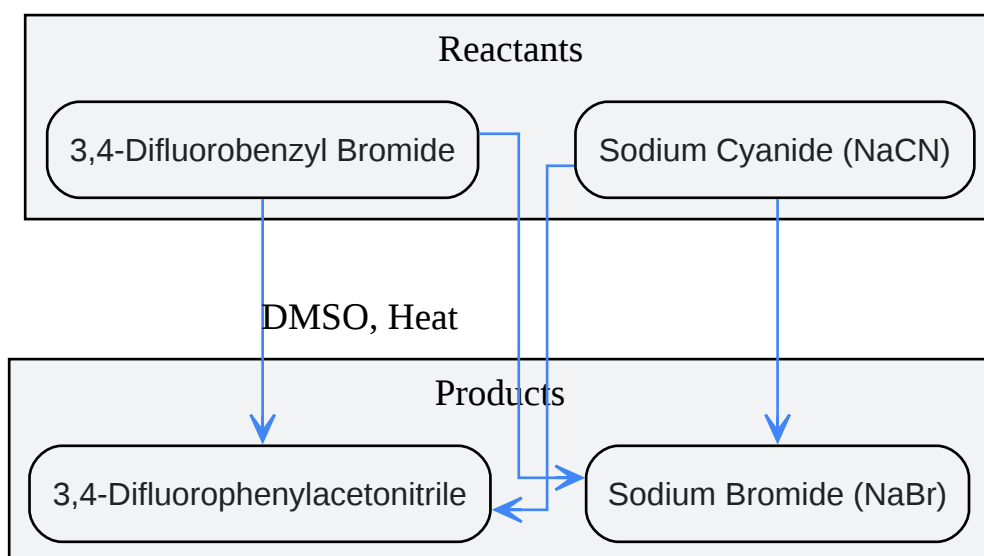 Reactants
3,4-Difluorobenzyl Bromide
Sodium Cyanide (NaCN)
DMSO, Heat
Products
3,4-Difluorophenylacetonitrile
Sodium Bromide (NaBr)